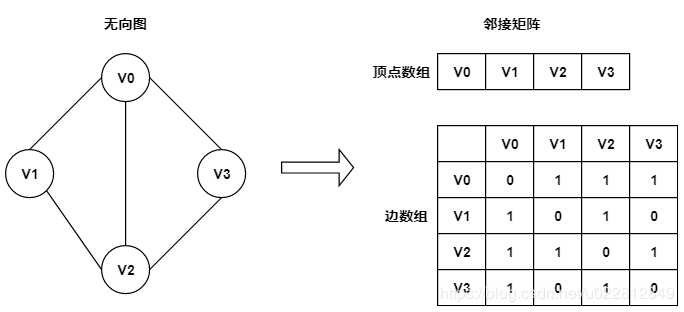 无向图
邻接矩阵
V0
V1
V3
V2
顶点数组 V0 V1 V2 V3
边数组
V0 V1 V2 V3
V0 0 1 1 1
V1 1 0 1 0
V2 1 1 0 1
V3 1 0 1 0
https://blog.csdn.net/u022812849